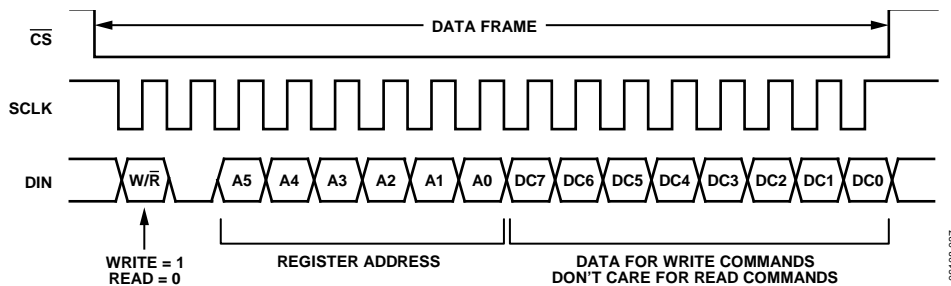 DATA FRAME
CS
SCLK
DIN
W/R A5 A4 A3 A2 A1 A0 DC7 DC6 DC5 DC4 DC3 DC2 DC1 DC0
WRITE = 1
READ = 0
REGISTER ADDRESS
DATA FOR WRITE COMMANDS
DON'T CARE FOR READ COMMANDS